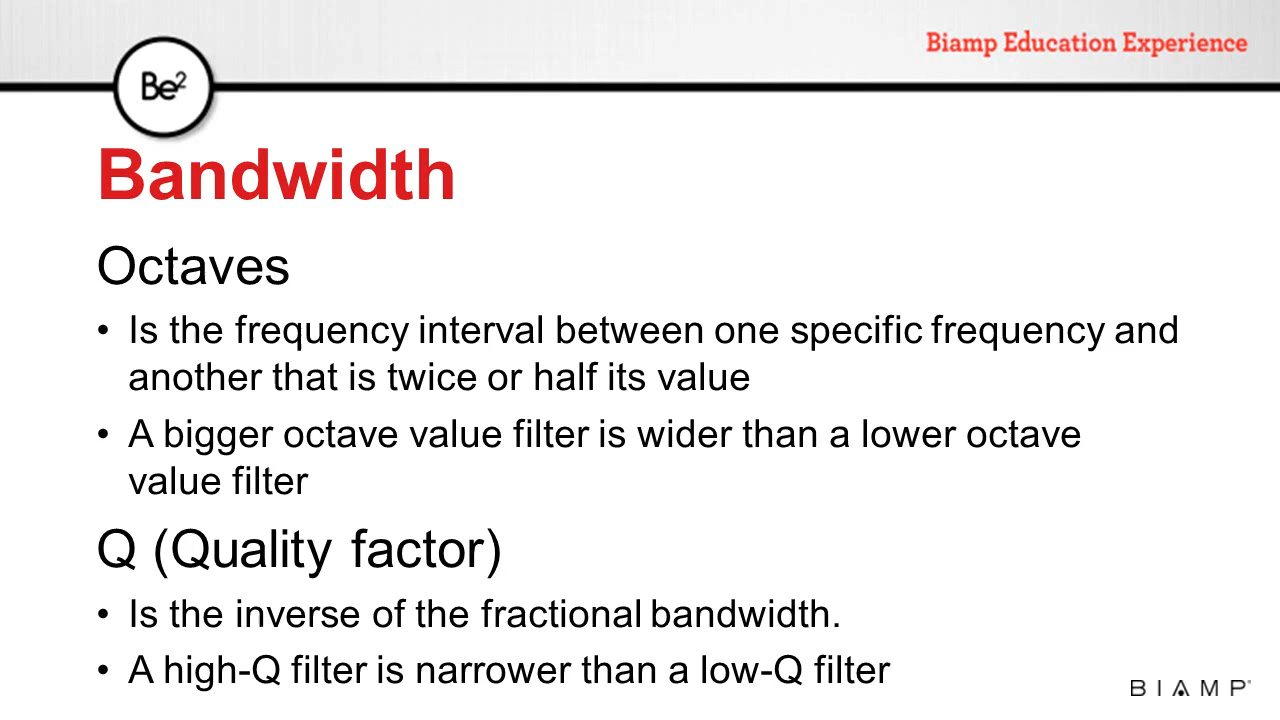 Biamp Education Experience
Be²
Bandwidth
Octaves
• Is the frequency interval between one specific frequency and
another that is twice or half its value
• A bigger octave value filter is wider than a lower octave
value filter
Q (Quality factor)
• Is the inverse of the fractional bandwidth.
• A high-Q filter is narrower than a low-Q filter
BIAMP®